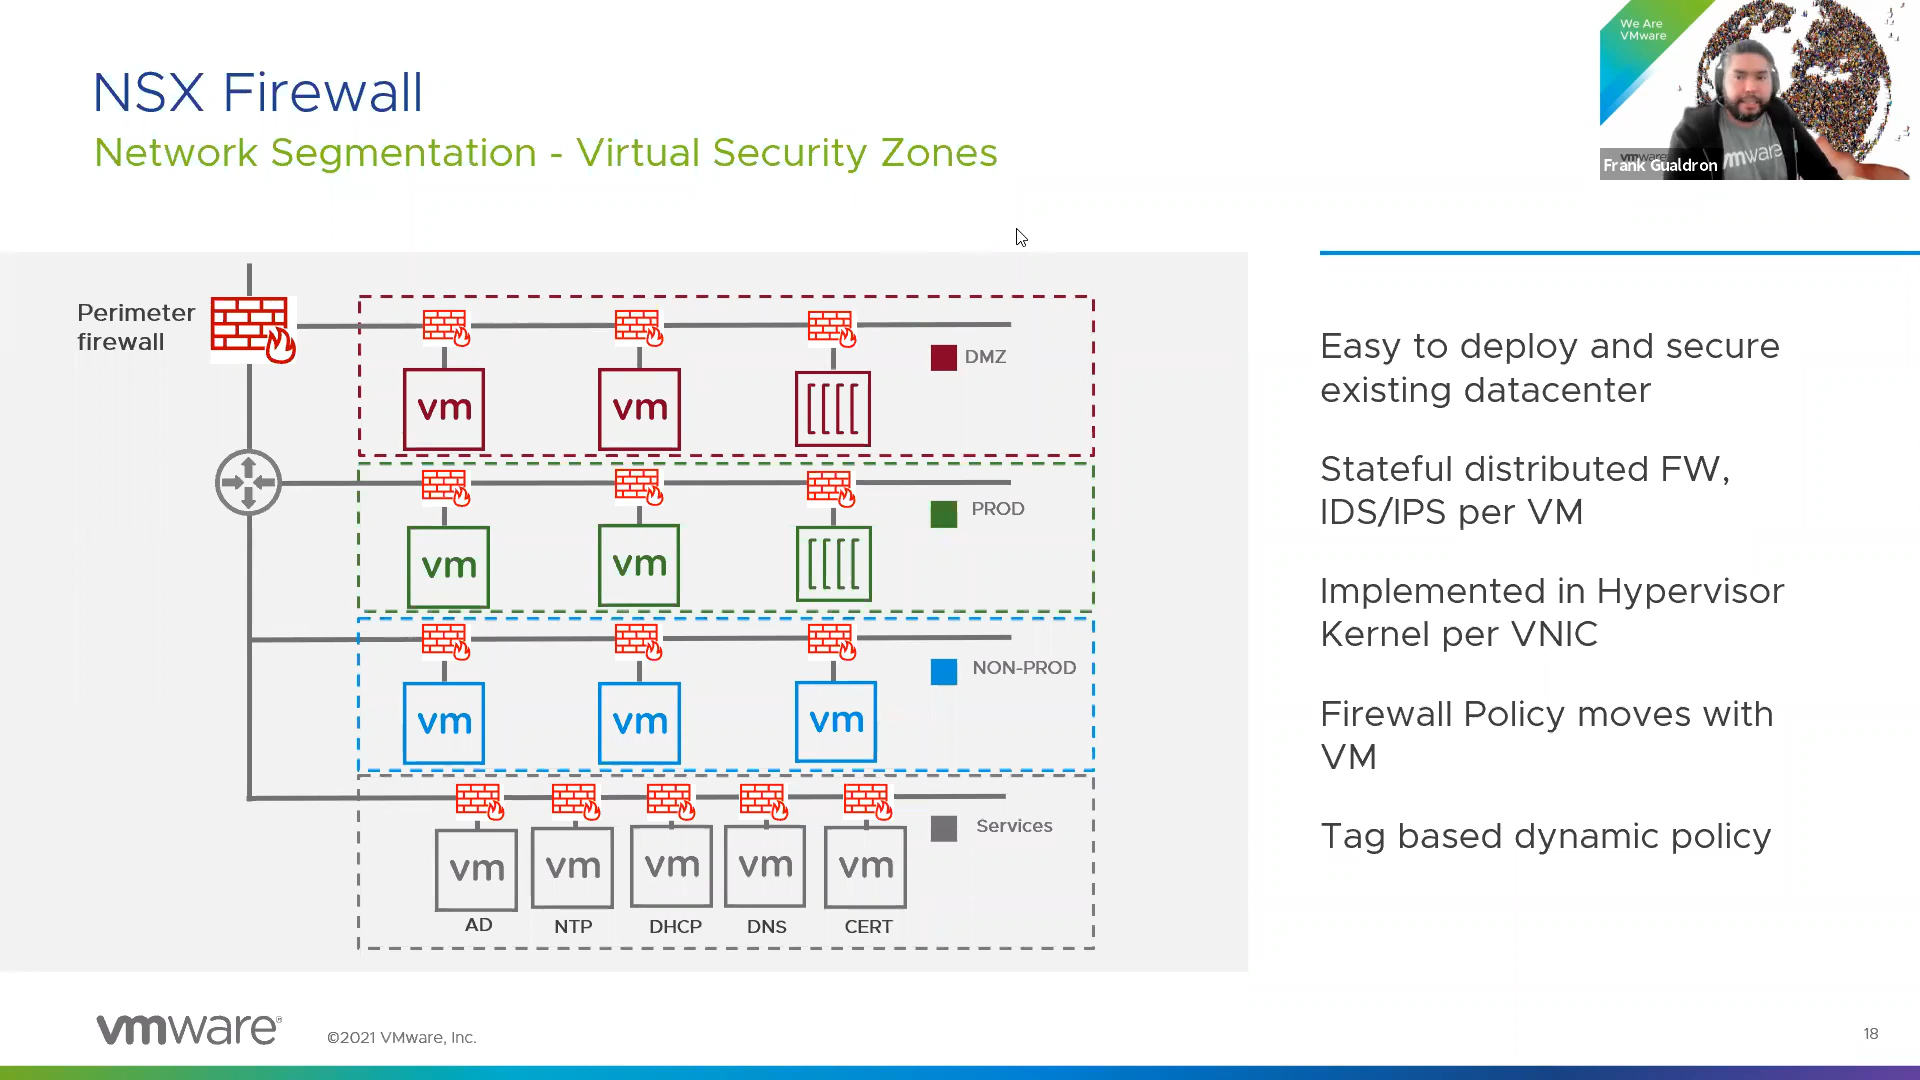 NSX Firewall
Network Segmentation - Virtual Security Zones
We Are
VMware
vmware
Frank Gualdron
mware
Perimeter
firewall
DMZ
vm
vm
PROD
vm
vm
NON-PROD
vm
vm
vm
Services
vm
vm
vm
vm
vm
AD
NTP
DHCP
DNS
CERT
Easy to deploy and secure
existing datacenter
Stateful distributed FW,
IDS/IPS per VM
Implemented in Hypervisor
Kernel per VNIC
Firewall Policy moves with
VM
Tag based dynamic policy
vmware®
©2021 VMware, Inc.
18